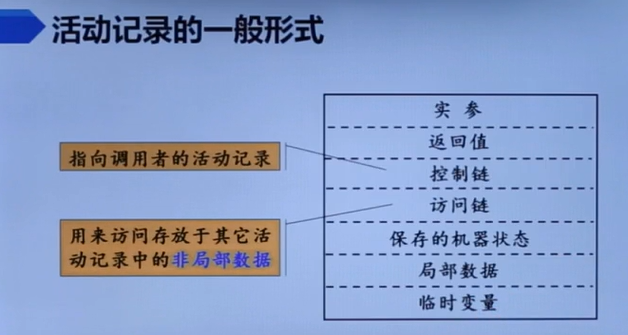 活动记录的一般形式
实 参
返回值
指向调用者的活动记录
控制链
访问链
用来访问存放于其它活
动记录中的非局部数据
保存的机器状态
局部数据
临时变量